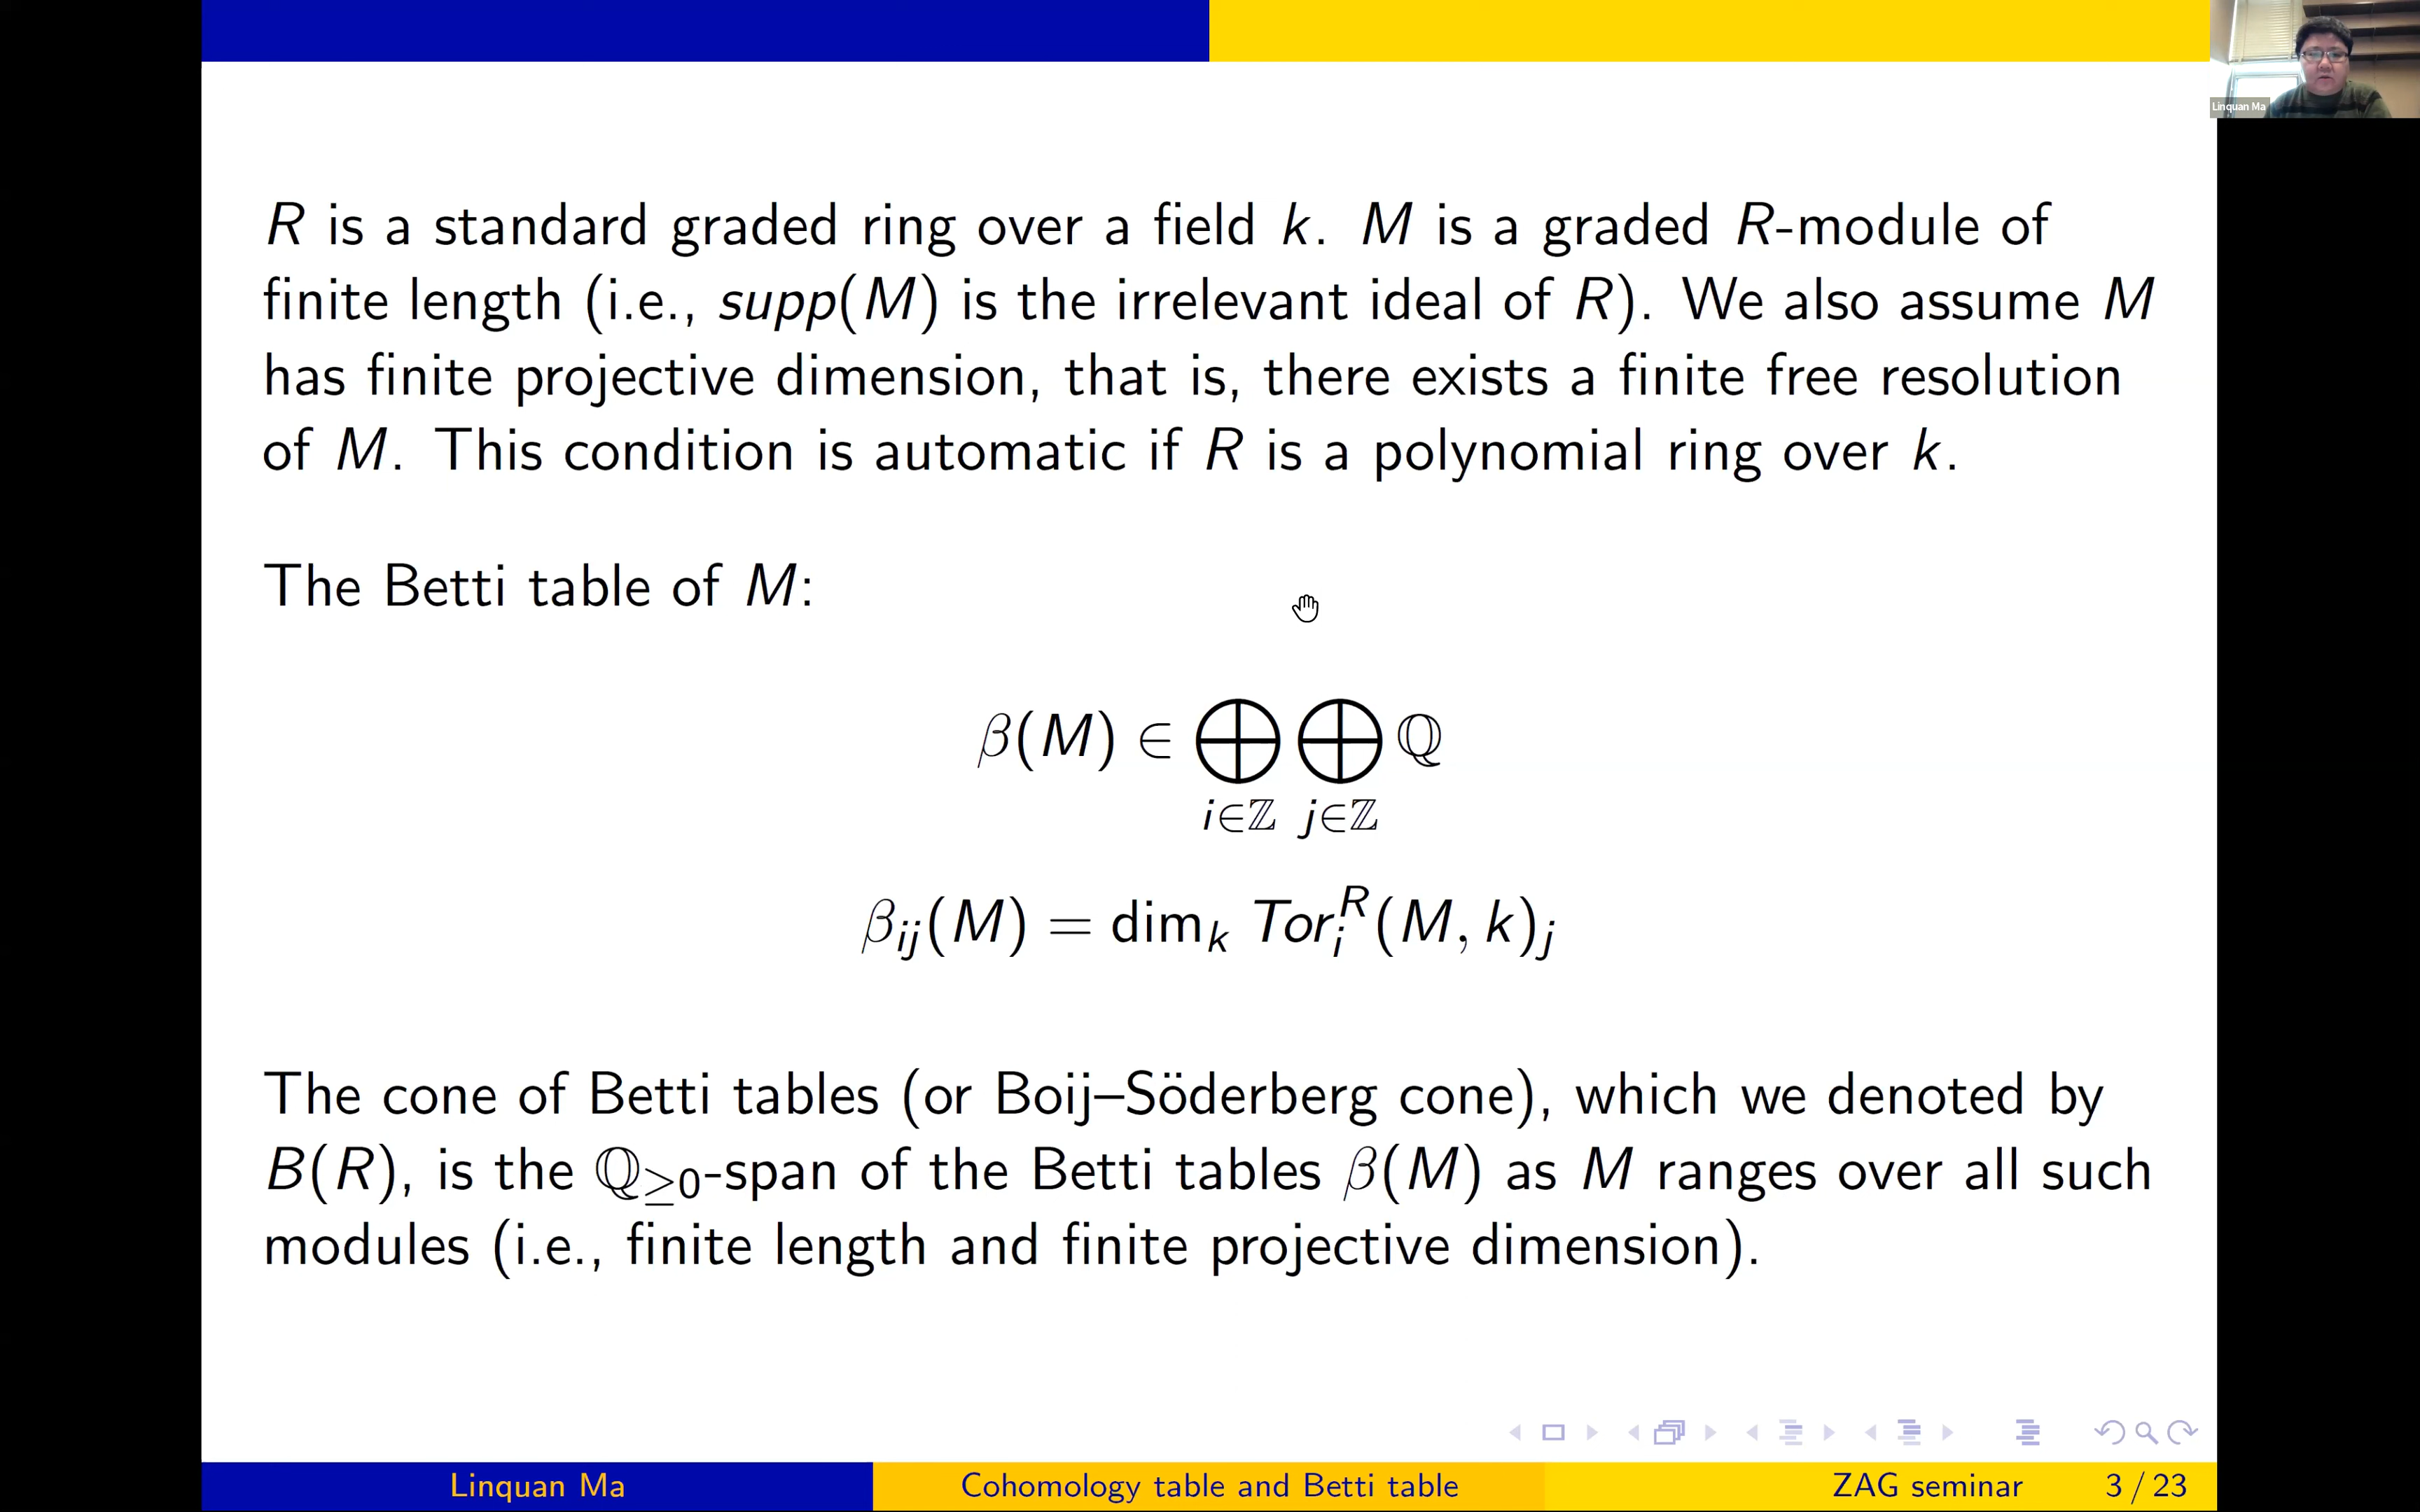 Linquan Ma
R is a standard graded ring over a field k. M is a graded R-module of
finite length (i.e., supp(M) is the irrelevant ideal of R). We also assume M
has finite projective dimension, that is, there exists a finite free resolution
of M. This condition is automatic if R is a polynomial ring over k.
The Betti table of M:
β(M) ∈ ⨁_{i∈ℤ} ⨁_{j∈ℤ} ℚ
β_{ij}(M) = dim_k Tor_i^R(M, k)_j
The cone of Betti tables (or Boij–Söderberg cone), which we denoted by
B(R), is the ℚ_{≥0}-span of the Betti tables β(M) as M ranges over all such
modules (i.e., finite length and finite projective dimension).
Linquan Ma Cohomology table and Betti table ZAG seminar 3 / 23